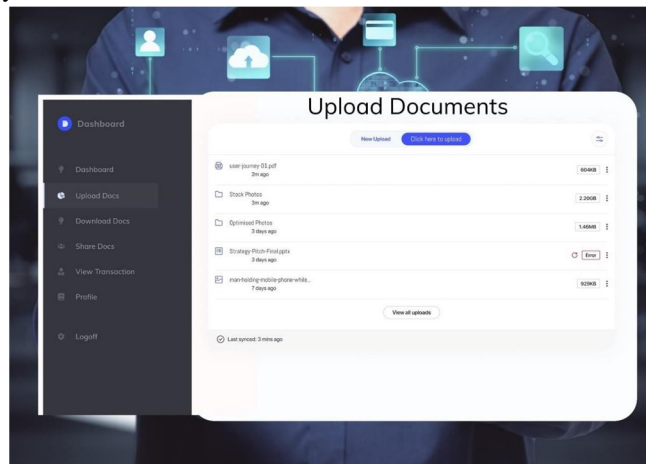 Upload Documents
Dashboard
Dashboard
Upload Docs
Download Docs
Share Docs
View Transaction
Profile
Logoff
New Upload Click here to upload
user-journey-01.pdf
2m ago
604KB
Stock Photos
3m ago
2.20GB
Optimised Photos
3 days ago
1.46MB
Strategy-Pitch-Final.pptx
3 days ago
Error
man-holding-mobile-phone-while...
7 days ago
928KB
View all uploads
Last synced: 3 mins ago